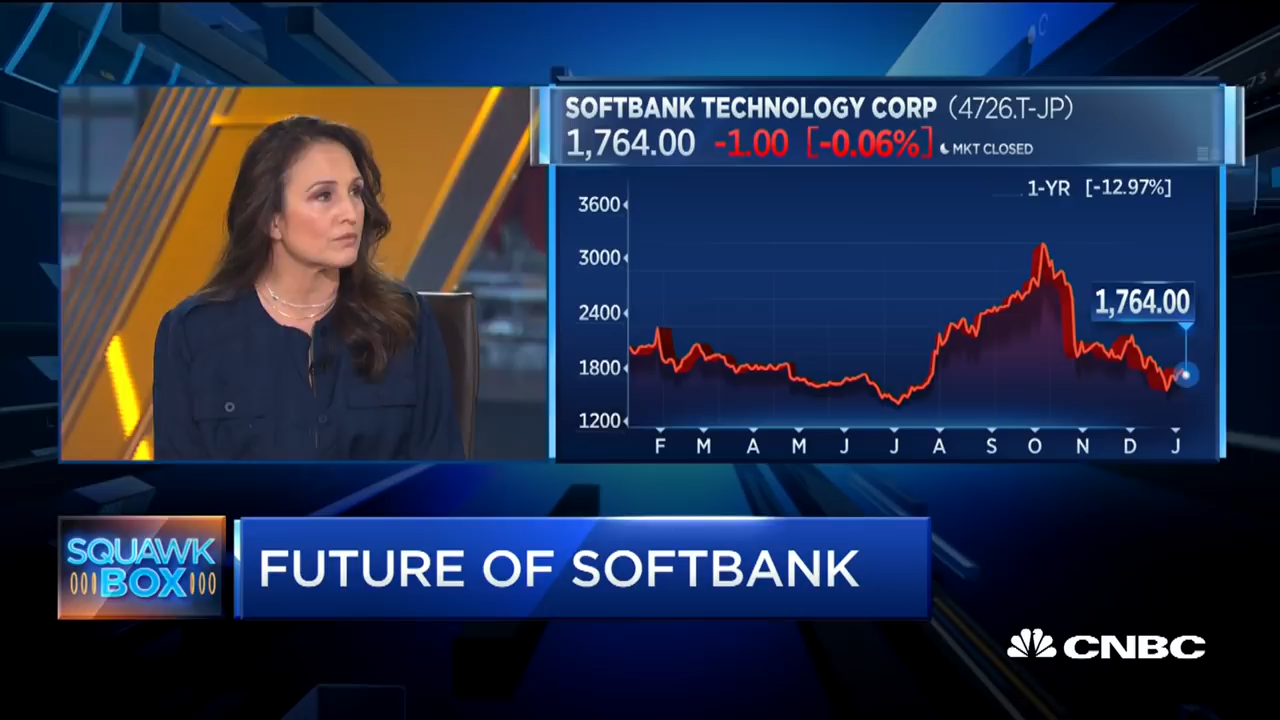 SOFTBANK TECHNOLOGY CORP (4726.T-JP)
1,764.00 -1.00 [-0.06%] MKT CLOSED
1-YR [-12.97%]
3600
3000
2400
1800
1200
1,764.00
F M A M J J A S O N D J
SQUAWK
BOX
FUTURE OF SOFTBANK
CNBC